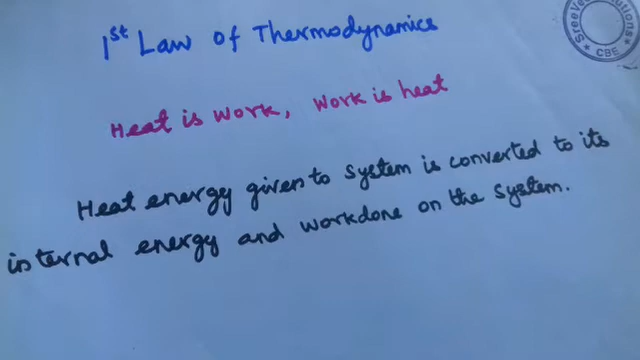 1st Law of Thermodynamics
Heat is work, work is heat
Heat energy given to system is converted to its
internal energy and workdone on the system.
CBE